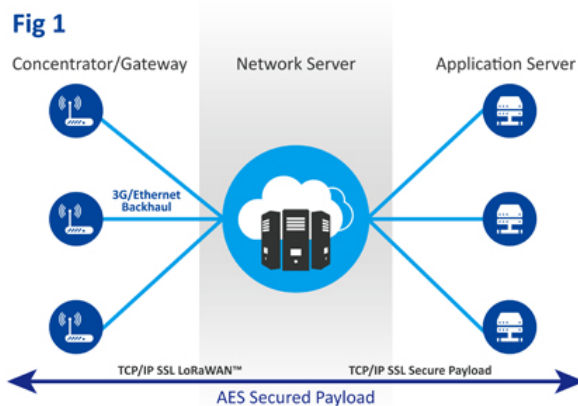 Fig 1
Concentrator/Gateway
Network Server
Application Server
3G/Ethernet
Backhaul
TCP/IP SSL LoRaWAN™
TCP/IP SSL Secure Payload
AES Secured Payload